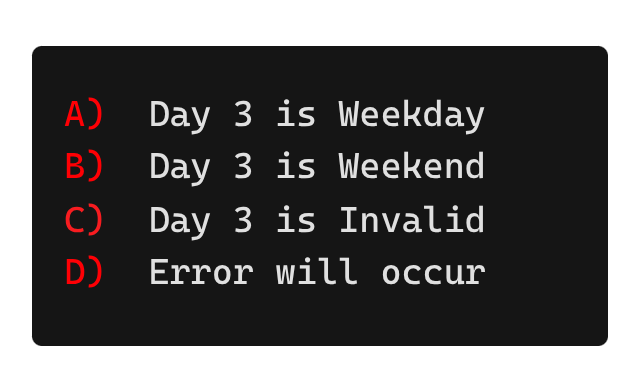 A) Day 3 is Weekday
B) Day 3 is Weekend
C) Day 3 is Invalid
D) Error will occur